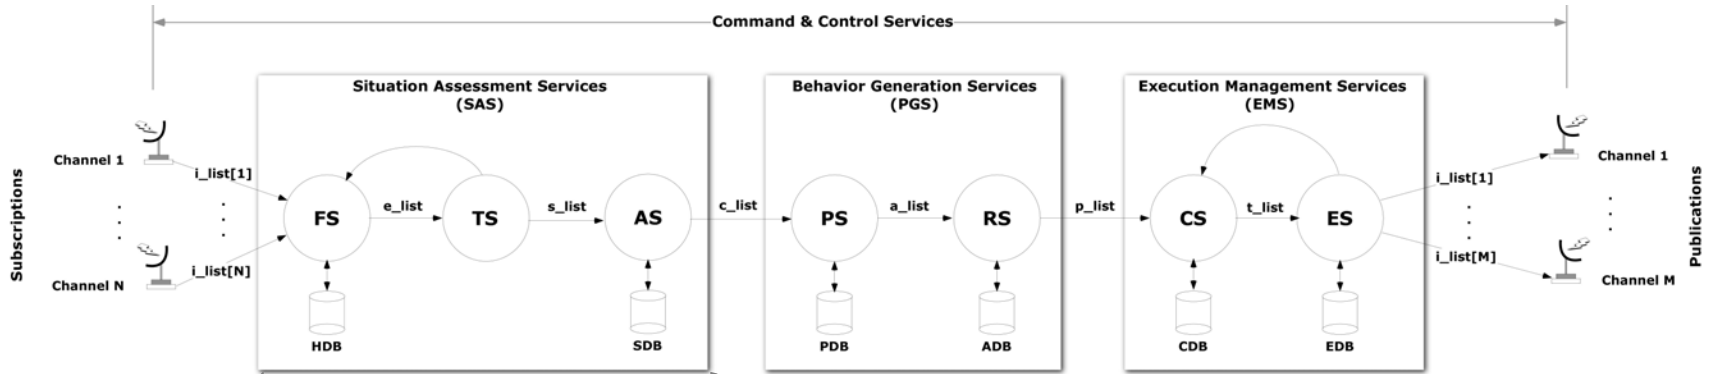 Command & Control Services
Situation Assessment Services
(SAS)
Behavior Generation Services
(PGS)
Execution Management Services
(EMS)
Subscriptions
Channel 1
Channel N
i_list[1]
i_list[N]
FS
e_list
TS
s_list
AS
c_list
PS
a_list
RS
p_list
CS
t_list
ES
i_list[1]
i_list[M]
Channel 1
Channel M
Publications
HDB
SDB
PDB
ADB
CDB
EDB